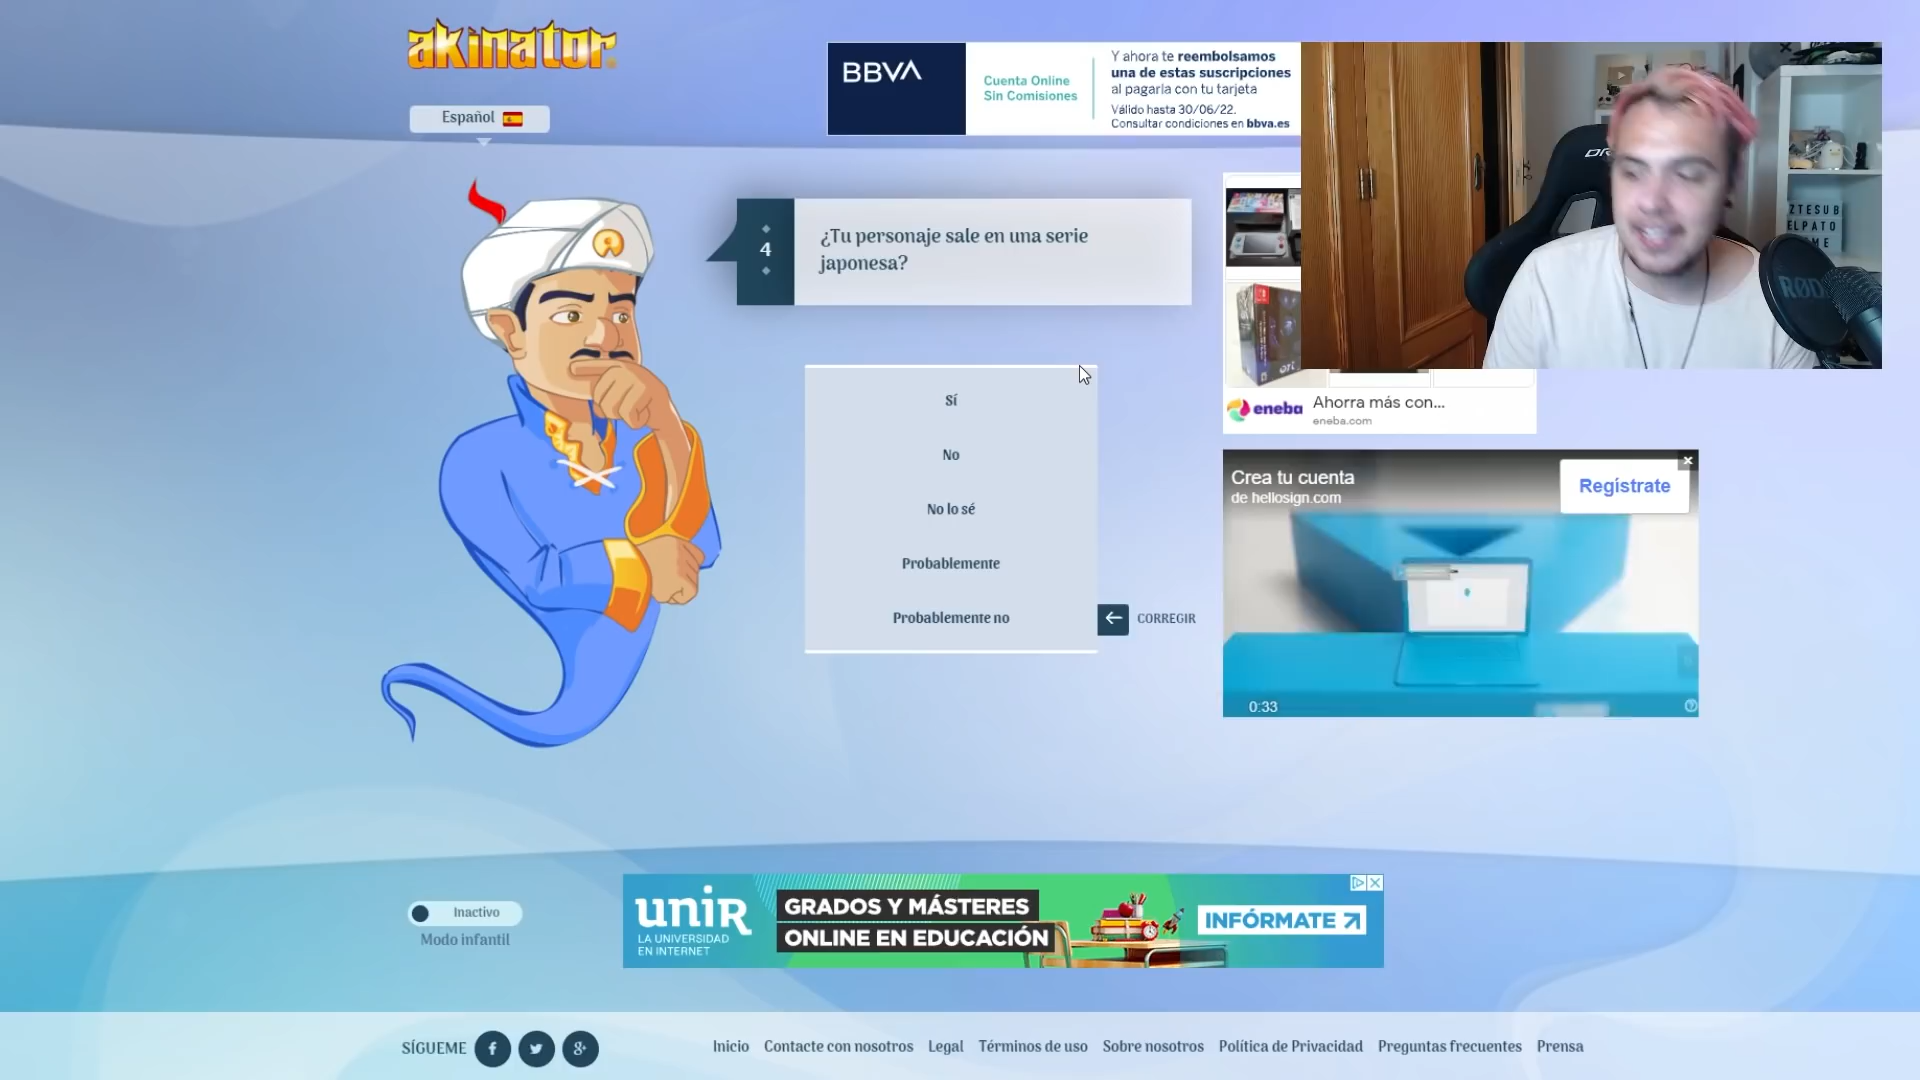 akinator
Español
BBVA
Cuenta Online
Sin Comisiones
Y ahora te reembolsamos
una de estas suscripciones
al pagarla con tu tarjeta
Válido hasta 30/06/22.
Consultar condiciones en bbva.es
4
¿Tu personaje sale en una serie
japonesa?
Sí
No
No lo sé
Probablemente
Probablemente no
CORREGIR
ZTESUB
ELPATO
ME
RØDE
eneba
Ahorra más con...
eneba.com
Crea tu cuenta
de hellosign.com
Regístrate
0:33
Inactivo
Modo infantil
unir
LA UNIVERSIDAD
EN INTERNET
GRADOS Y MÁSTERES
ONLINE EN EDUCACIÓN
INFÓRMATE
SÍGUEME
Inicio
Contacte con nosotros
Legal
Términos de uso
Sobre nosotros
Política de Privacidad
Preguntas frecuentes
Prensa